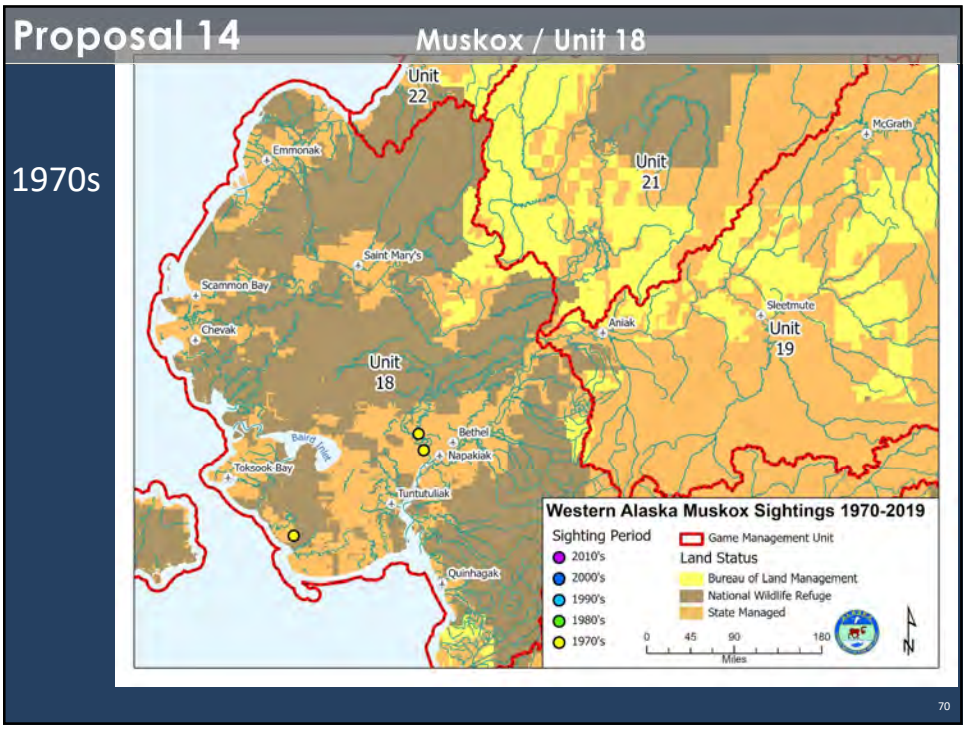 Proposal 14
Muskox / Unit 18
1970s
Unit
22
McGrath
Emmonak
Unit
21
Saint Mary's
Scammon Bay
Sleetmute
Chevak
Aniak
Unit
19
Unit
18
Baird Inlet
Bethel
Napakiak
Toksook Bay
Tuntutuliak
Quinhagak
Western Alaska Muskox Sightings 1970-2019
Sighting Period
2010's
2000's
1990's
1980's
1970's
Game Management Unit
Land Status
Bureau of Land Management
National Wildlife Refuge
State Managed
0 45 90 180
Miles
N
70